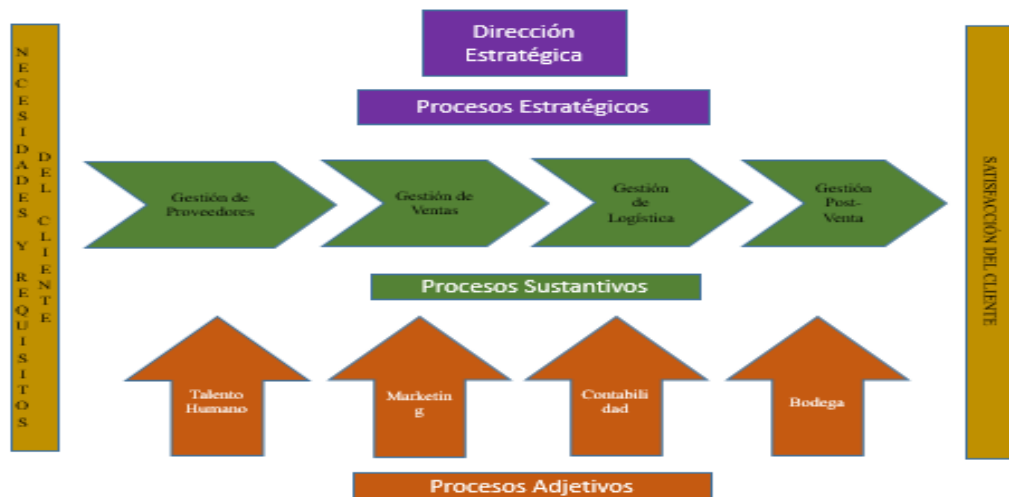 NECESIDADES Y REQUISITOS
DEL CLIENTE
Dirección
Estratégica
Procesos Estratégicos
Gestión de
Proveedores
Gestión de
Ventas
Gestión
de
Logística
Gestión
Post-
Venta
Procesos Sustantivos
Talento
Humano
Marketin
g
Contabili
dad
Bodega
Procesos Adjetivos
SATISFACCIÓN DEL CLIENTE